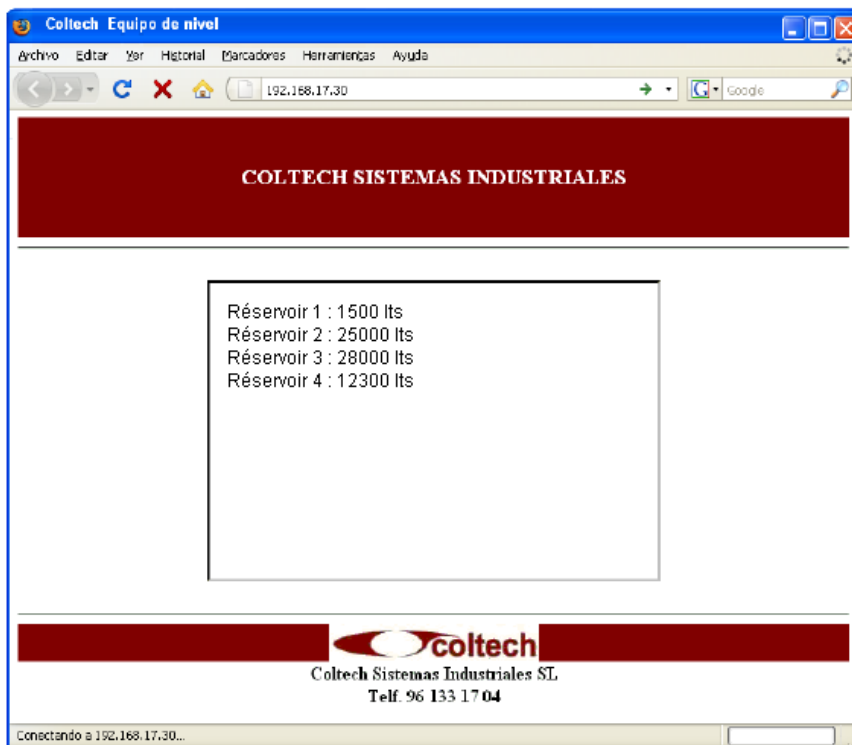 Coltech Equipo de nivel
Archivo Editar Ver Historial Marcadores Herramientas Ayuda
192.168.17.30 Google
COLTECH SISTEMAS INDUSTRIALES
Réservoir 1 : 1500 lts
Réservoir 2 : 25000 lts
Réservoir 3 : 28000 lts
Réservoir 4 : 12300 lts
coltech
Coltech Sistemas Industriales SL
Telf. 96 133 17 04
Conectando a 192.168.17.30...